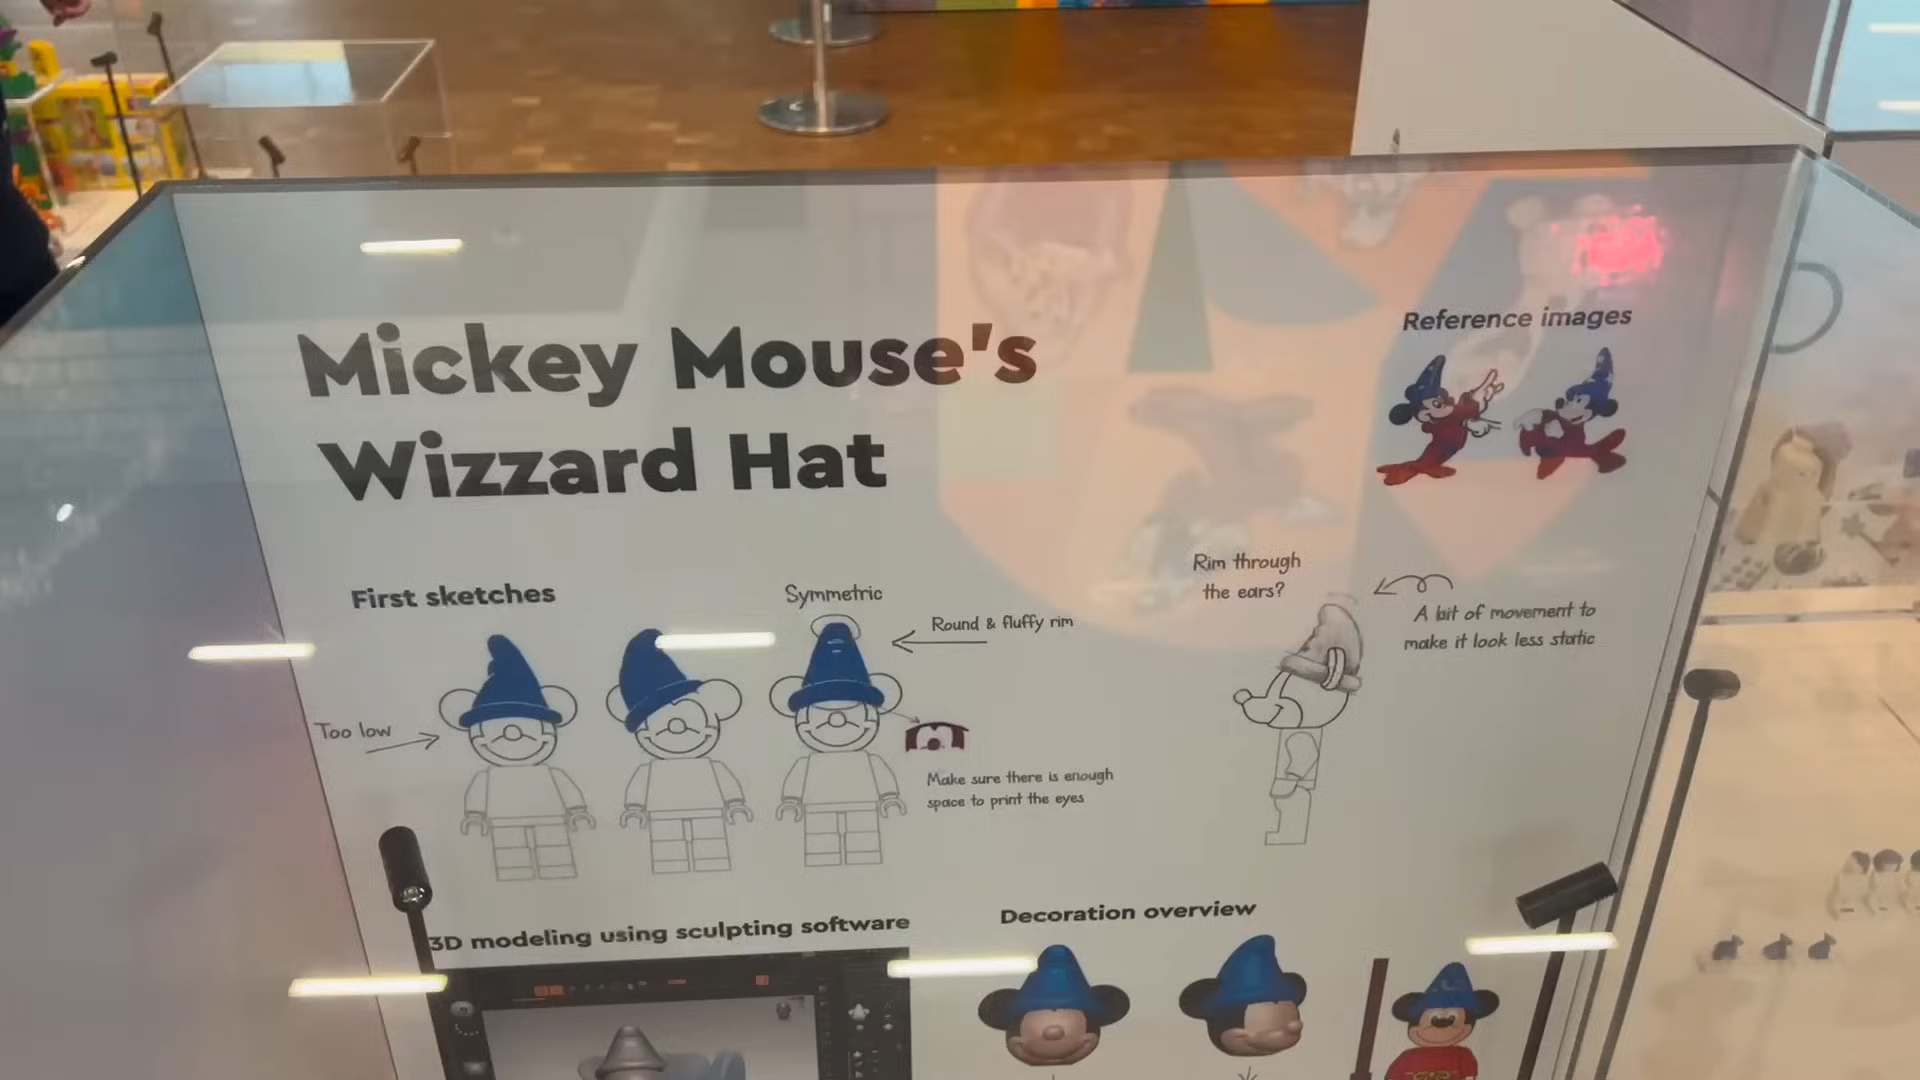 Mickey Mouse's
Wizzard Hat
Reference images
First sketches
Symmetric
Round & fluffy rim
Rim through
the ears?
A bit of movement to
make it look less static
Too low
Make sure there is enough
space to print the eyes
3D modeling using sculpting software
Decoration overview